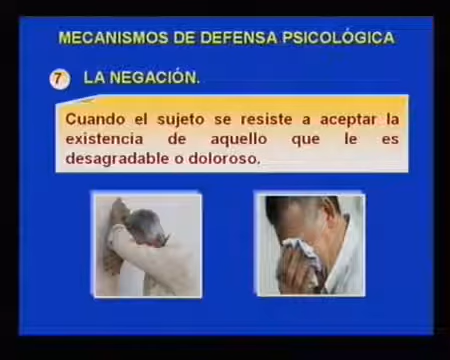 MECANISMOS DE DEFENSA PSICOLÓGICA
7 LA NEGACIÓN.
Cuando el sujeto se resiste a aceptar la
existencia de aquello que le es
desagradable o doloroso.